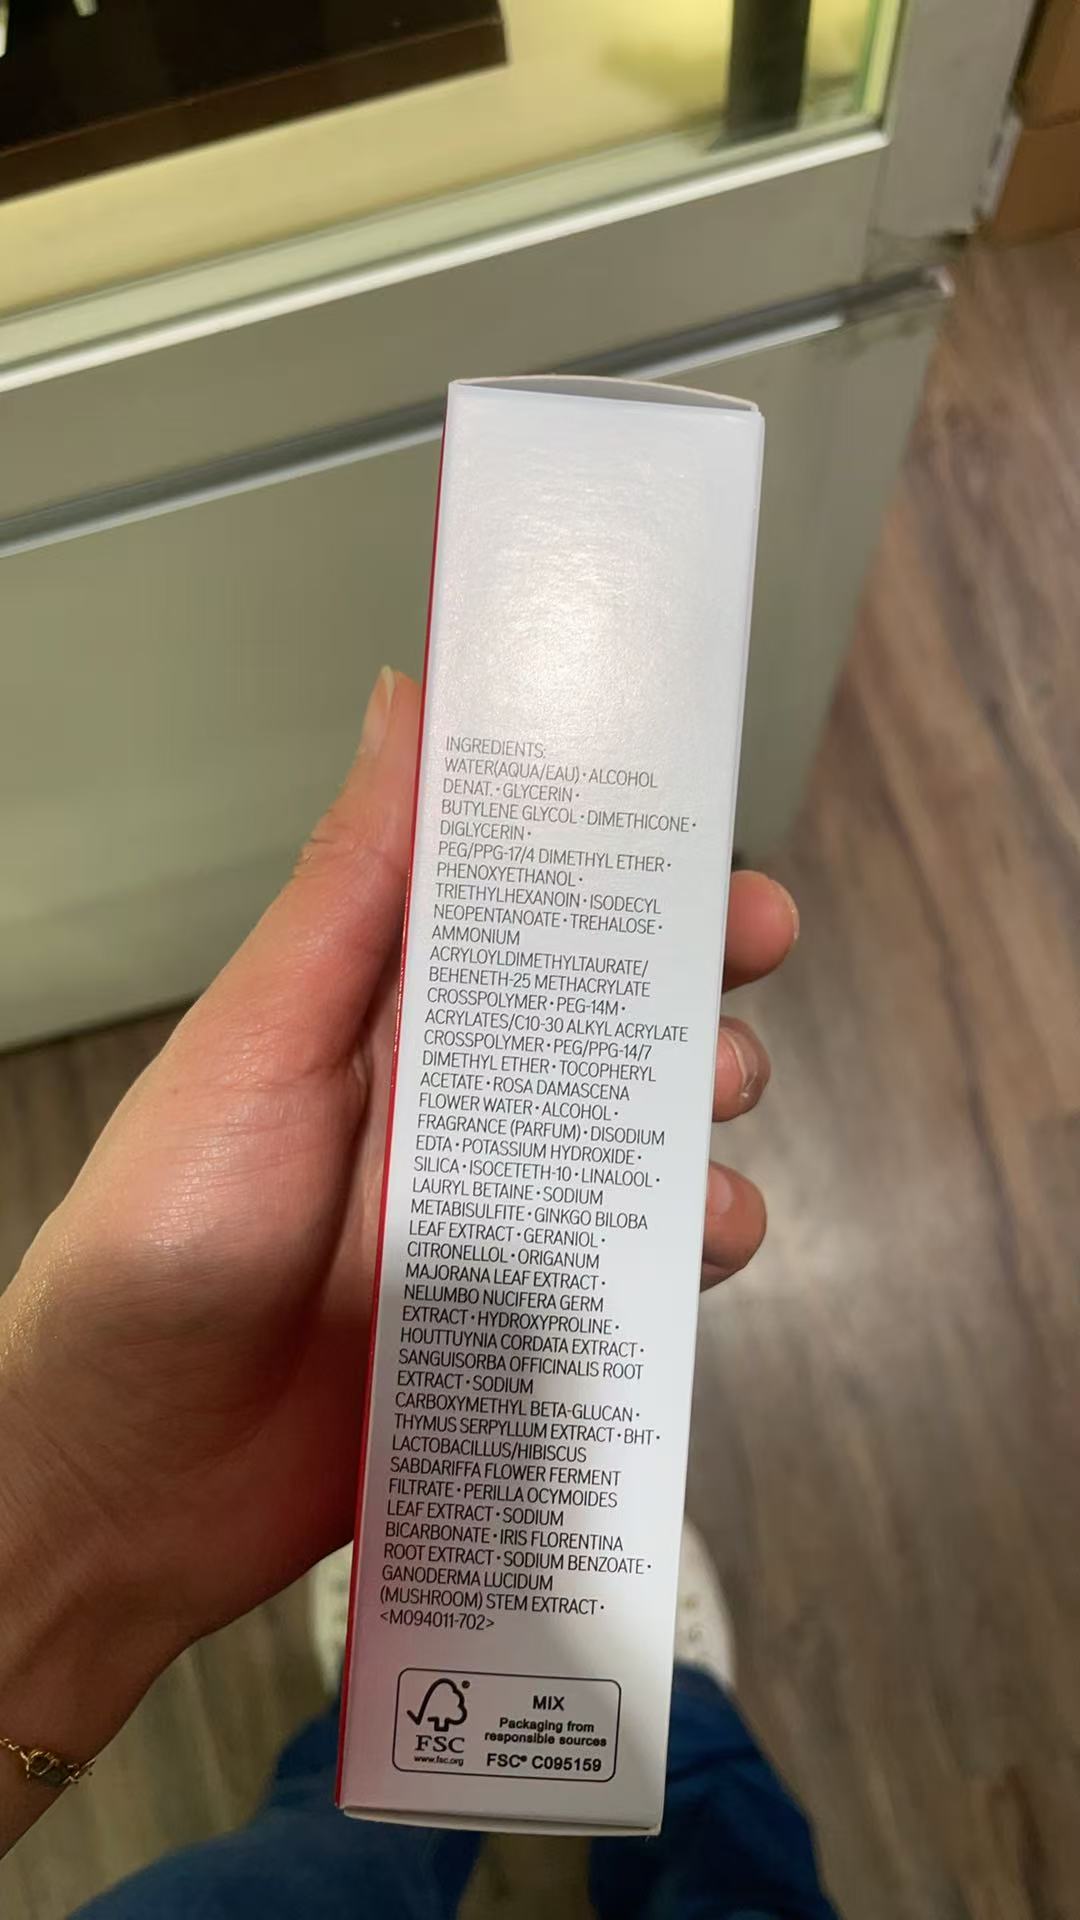 INGREDIENTS:
WATER(AQUA/EAU)・ALCOHOL
DENAT.・GLYCERIN・
BUTYLENE GLYCOL・DIMETHICONE・
DIGLYCERIN・
PEG/PPG-17/4 DIMETHYL ETHER・
PHENOXYETHANOL・
TRIETHYLHEXANOIN・ISODECYL
NEOPENTANOATE・TREHALOSE・
AMMONIUM
ACRYLOYLDIMETHYLTAURATE/
BEHENETH-25 METHACRYLATE
CROSSPOLYMER・PEG-14M・
ACRYLATES/C10-30 ALKYL ACRYLATE
CROSSPOLYMER・PEG/PPG-14/7
DIMETHYL ETHER・TOCOPHERYL
ACETATE・ROSA DAMASCENA
FLOWER WATER・ALCOHOL・
FRAGRANCE (PARFUM)・DISODIUM
EDTA・POTASSIUM HYDROXIDE・
SILICA・ISOCETETH-10・LINALOOL・
LAURYL BETAINE・SODIUM
METABISULFITE・GINKGO BILOBA
LEAF EXTRACT・GERANIOL・
CITRONELLOL・ORIGANUM
MAJORANA LEAF EXTRACT・
NELUMBO NUCIFERA GERM
EXTRACT・HYDROXYPROLINE・
HOUTTUYNIA CORDATA EXTRACT・
SANGUISORBA OFFICINALIS ROOT
EXTRACT・SODIUM
CARBOXYMETHYL BETA-GLUCAN・
THYMUS SERPYLLUM EXTRACT・BHT・
LACTOBACILLUS/HIBISCUS
SABDARIFFA FLOWER FERMENT
FILTRATE・PERILLA OCYMOIDES
LEAF EXTRACT・SODIUM
BICARBONATE・IRIS FLORENTINA
ROOT EXTRACT・SODIUM BENZOATE・
GANODERMA LUCIDUM
(MUSHROOM) STEM EXTRACT・
<M094011-702>
FSC
www.fsc.org
MIX
Packaging from
responsible sources
FSC® C095159